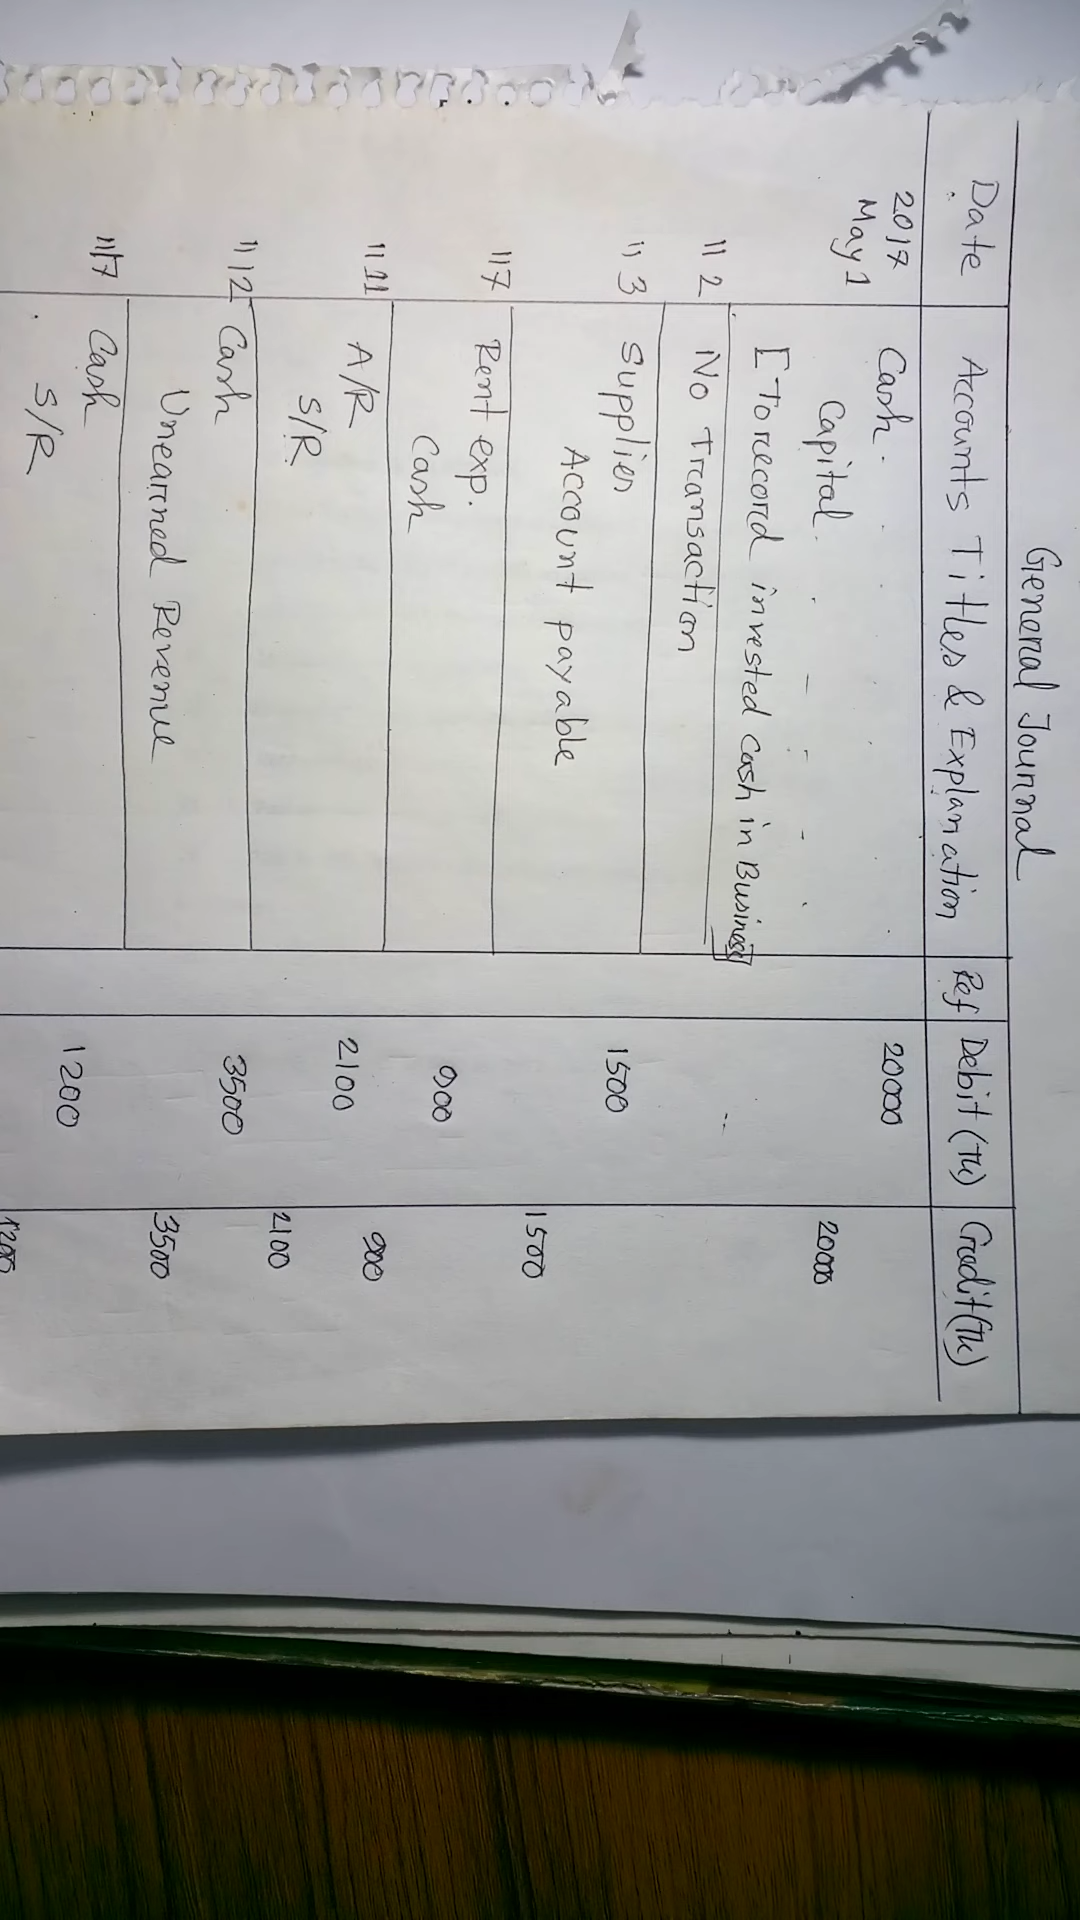 General Journal
Date Accounts Titles & Explanation Ref Debit (Tk) Credit (Tk)
2017
May 1 Cash. 20000
Capital. 20000
[To record invested cash in Business]
" 2 No Transaction
" 3 Supplies 1500
Account payable 1500
" 7 Rent exp. 900
Cash 900
" 11 A/R 2100
S/R 2100
" 12 Cash 3500
Unearned Revenue 3500
" 17 Cash 1200
S/R 1200